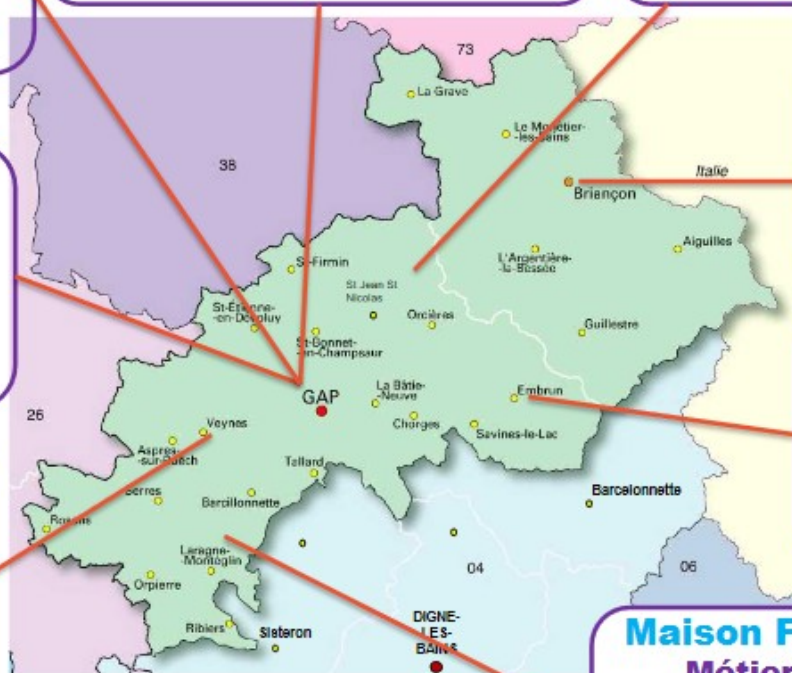 73
La Grave
Le Monêtier-
-les-Bains
38
Italie
Briançon
Aiguilles
L'Argentière-
-la-Bessée
St-Firmin
St Jean St
Nicolas
St-Étienne-
-en-Dévoluy
Orcières
Guillestre
St-Bonnet-
-en-Champsaur
GAP
La Bâtie-
-Neuve
Embrun
26
Veynes
Chorges
Savines-le-Lac
Aspres-
-sur-Buëch
Tallard
Serres
Barcillonnette
Barcelonnette
Rosans
Laragne-
-Montéglin
04
06
Orpierre
Ribiers
Sisteron
DIGNE-
LES-
BAINS
Maison F
Métier